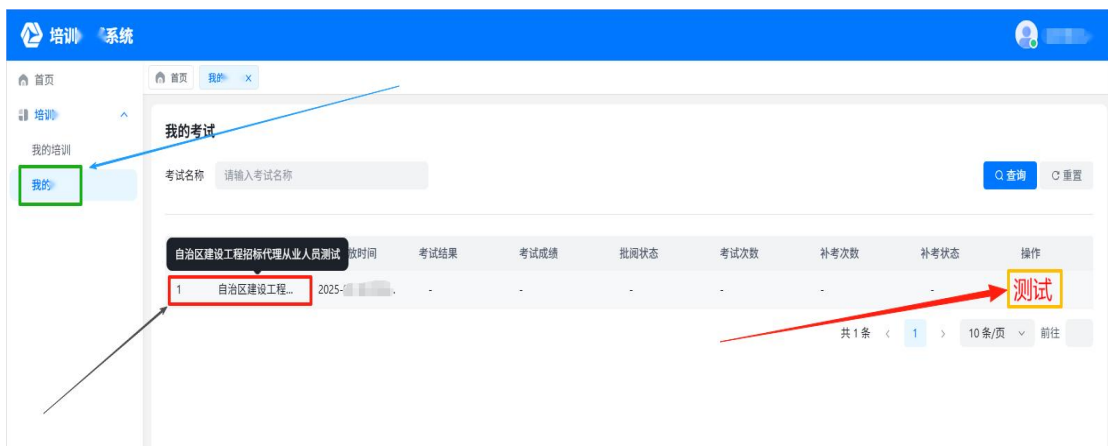 培训 系统
首页
首页 我的 X
培训
我的培训
我的
我的考试
考试名称 请输入考试名称 查询 重置
自治区建设工程招标代理从业人员测试 放时间 考试结果 考试成绩 批阅状态 考试次数 补考次数 补考状态 操作
1 自治区建设工程... 2025- . - - - - - - 测试
共1条 < 1 > 10条/页 前往